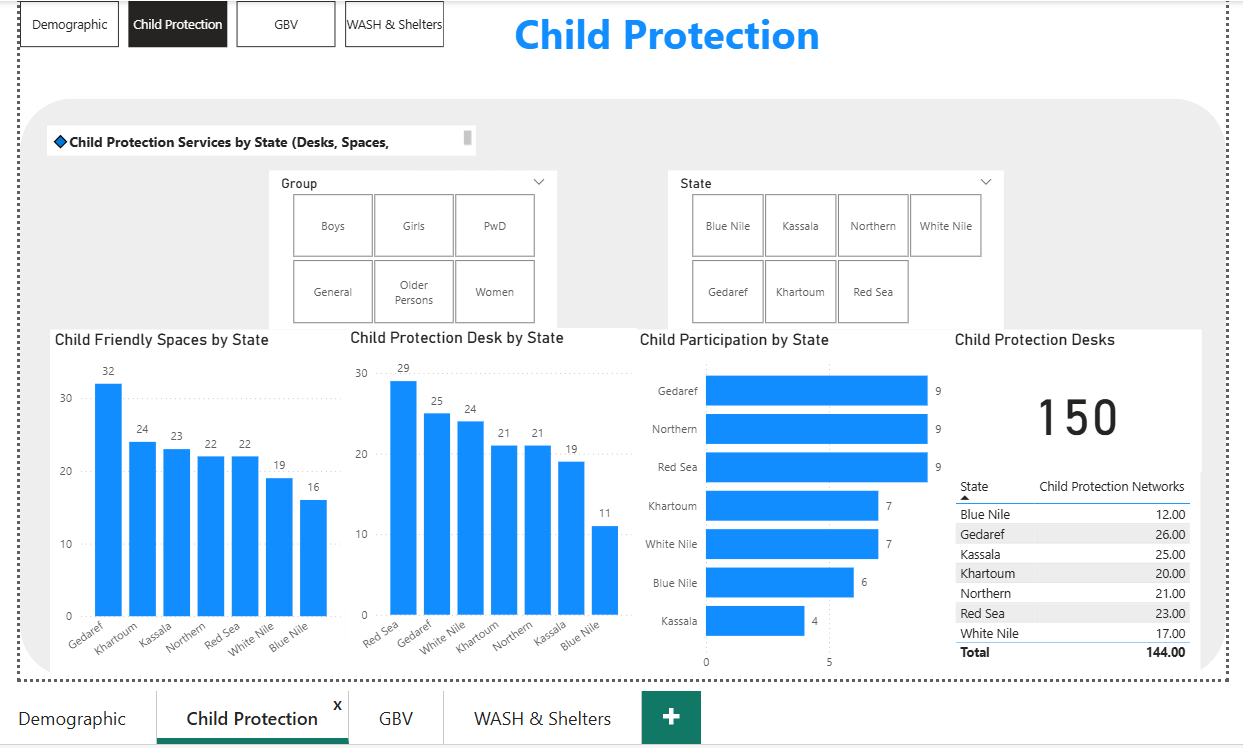 Demographic
Child Protection
GBV
WASH & Shelters
Child Protection
Child Protection Services by State (Desks, Spaces,
Group
Boys
Girls
PwD
General
Older
Persons
Women
State
Blue Nile
Kassala
Northern
White Nile
Gedaref
Khartoum
Red Sea
Child Friendly Spaces by State
32
24
23
22
22
19
16
30
20
10
0
Gedaref
Khartoum
Kassala
Northern
Red Sea
White Nile
Blue Nile
Child Protection Desk by State
29
25
24
21
21
19
11
30
20
10
0
Red Sea
Gedaref
White Nile
Khartoum
Northern
Kassala
Blue Nile
Child Participation by State
Gedaref 9
Northern 9
Red Sea 9
Khartoum 7
White Nile 7
Blue Nile 6
Kassala 4
0 5
Child Protection Desks
150
State Child Protection Networks
Blue Nile 12.00
Gedaref 26.00
Kassala 25.00
Khartoum 20.00
Northern 21.00
Red Sea 23.00
White Nile 17.00
Total 144.00
Demographic
Child Protection
x
GBV
WASH & Shelters
+